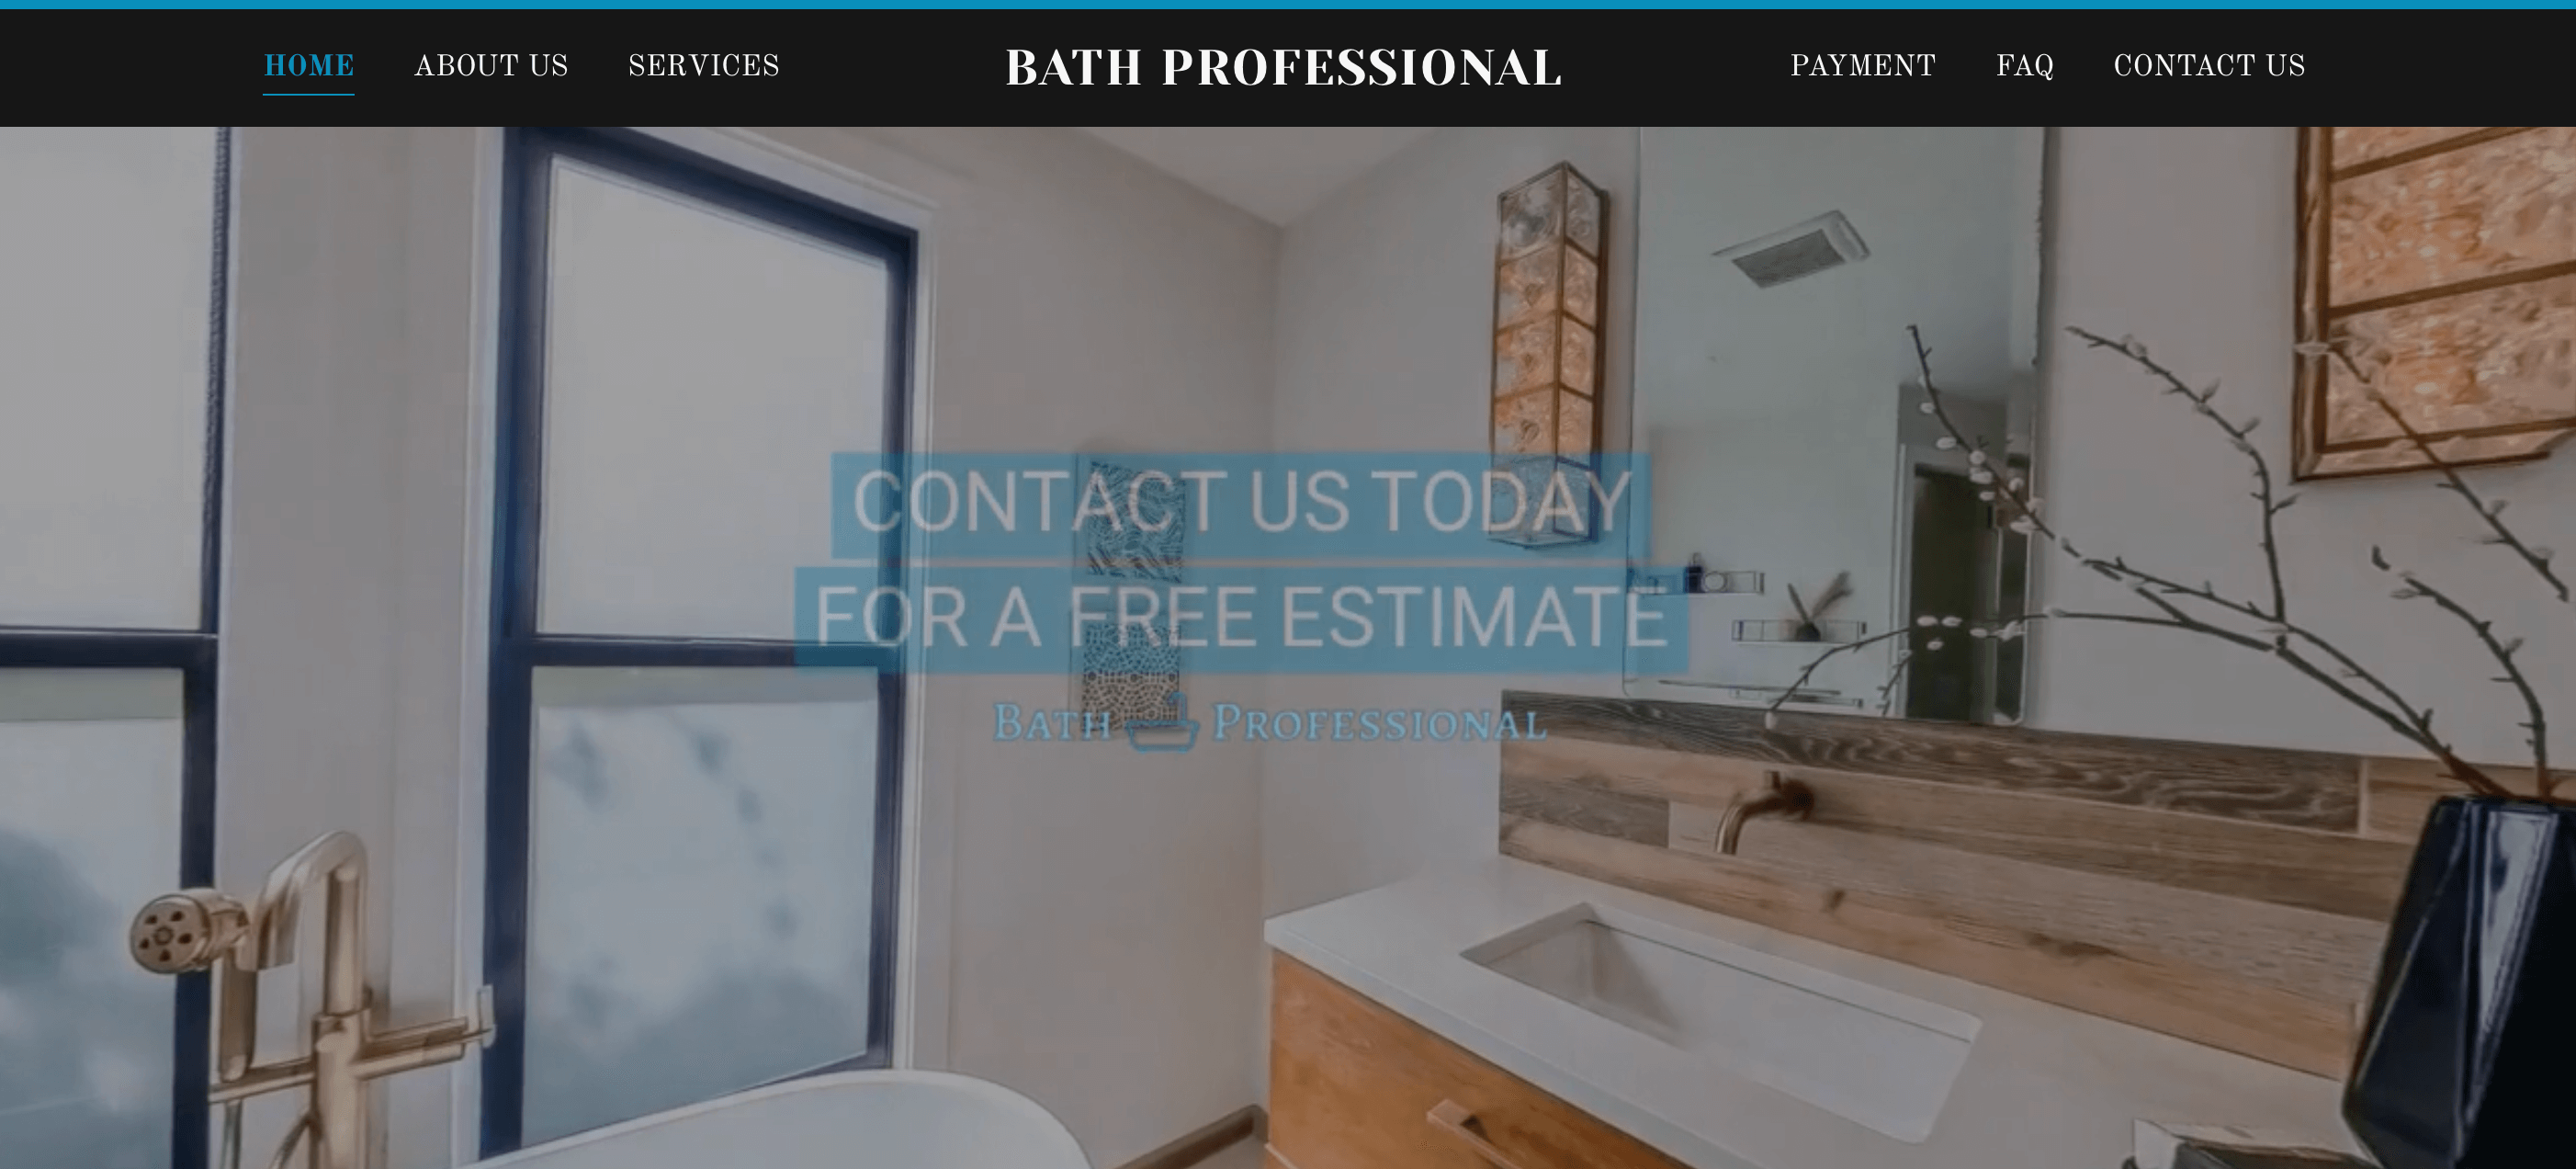 HOME ABOUT US SERVICES BATH PROFESSIONAL PAYMENT FAQ CONTACT US
CONTACT US TODAY
FOR A FREE ESTIMATE
BATH PROFESSIONAL